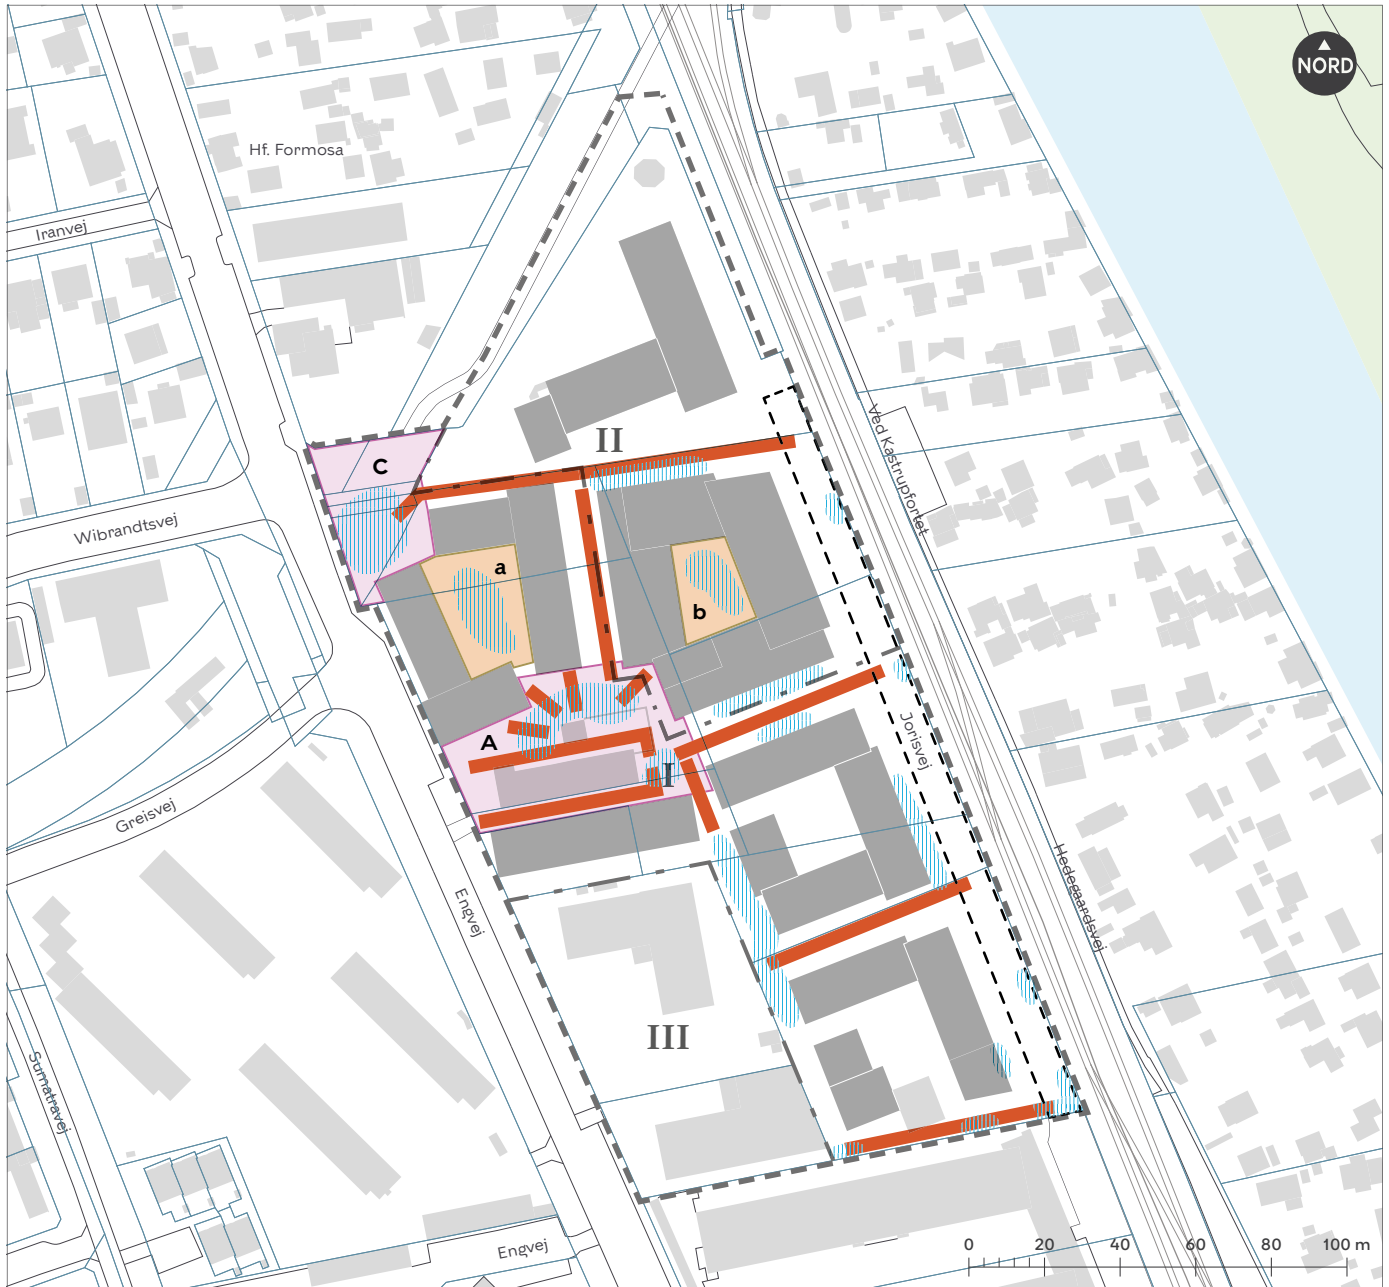 NORD
Hf. Formosa
Iranvej
II
C
Ved Kastrupfortet
Wibrandtsvej
a
b
Jorisvej
A
I
Greisvej
Engvej
Hedegaardsvej
III
Sumatravej
Engvej
0 20 40 60 80 100 m